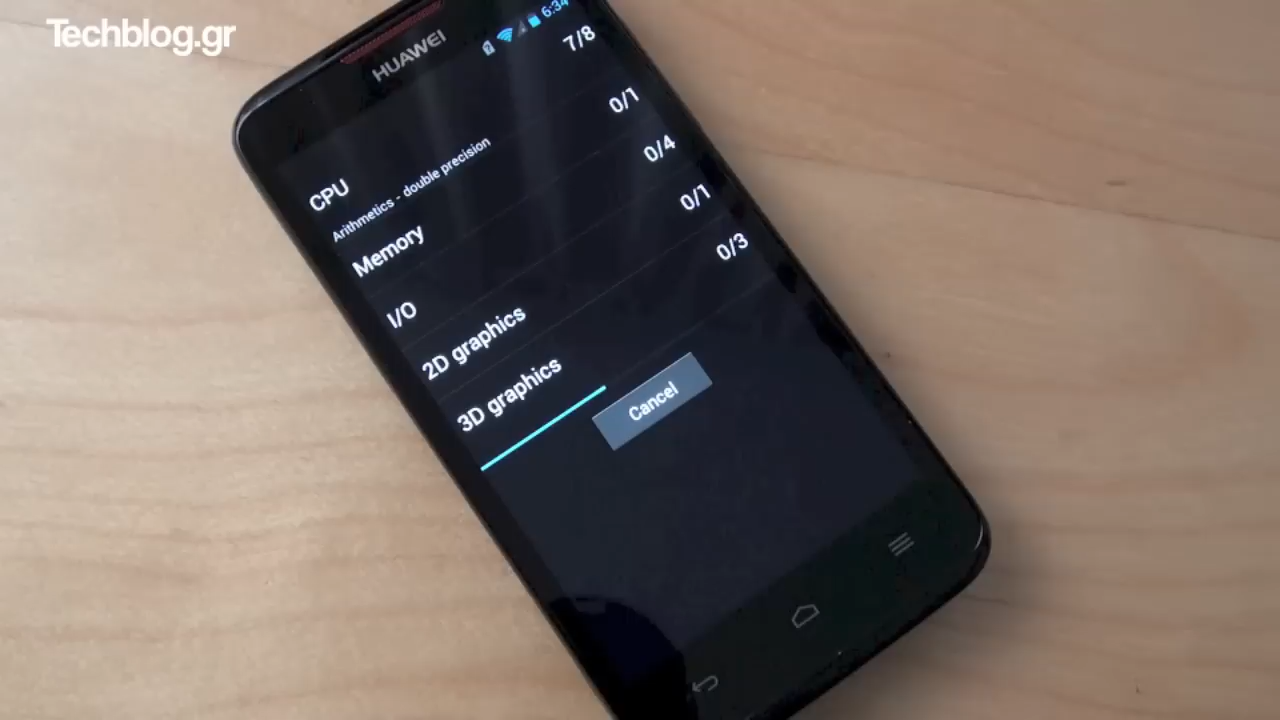 Techblog.gr
HUAWEI
6:34
CPU 7/8
Arithmetics - double precision
Memory 0/1
I/O 0/4
2D graphics 0/1
3D graphics 0/3
Cancel